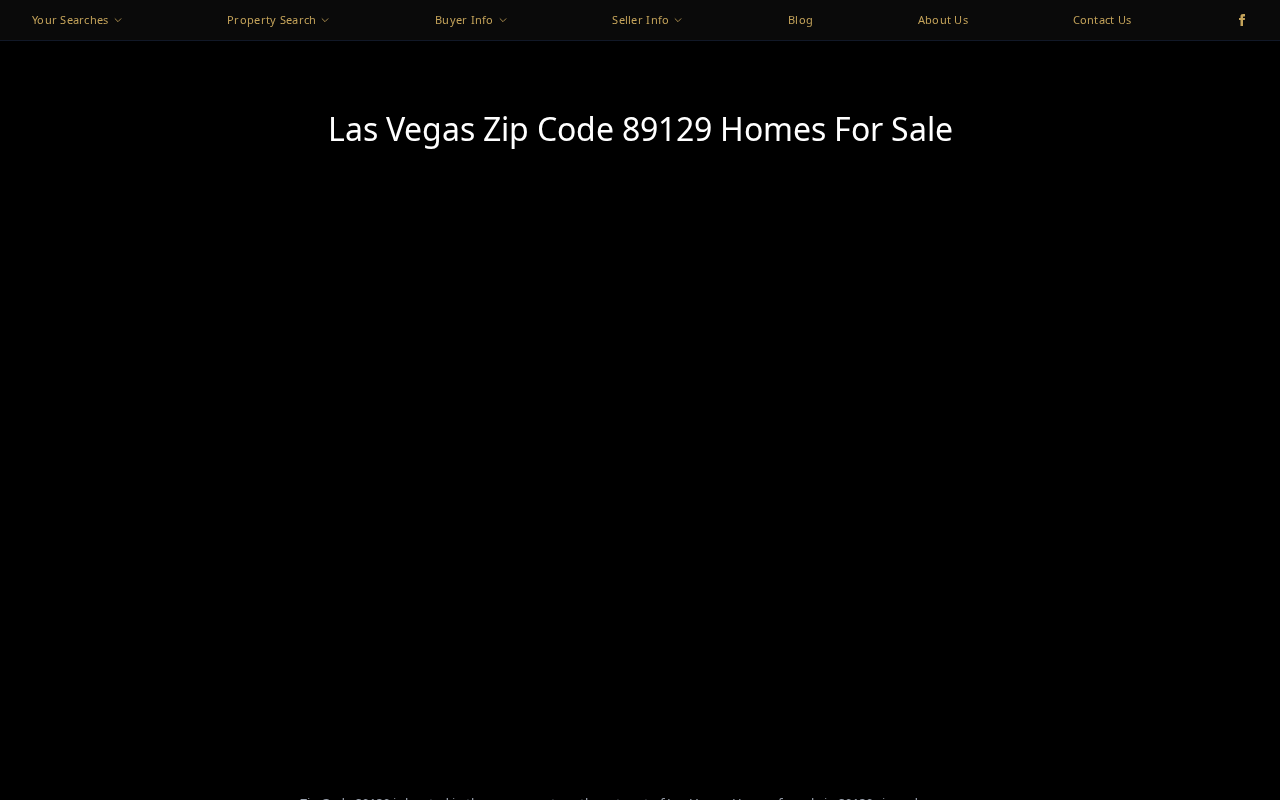 Your Searches
Property Search
Buyer Info
Seller Info
Blog
About Us
Contact Us
Las Vegas Zip Code 89129 Homes For Sale